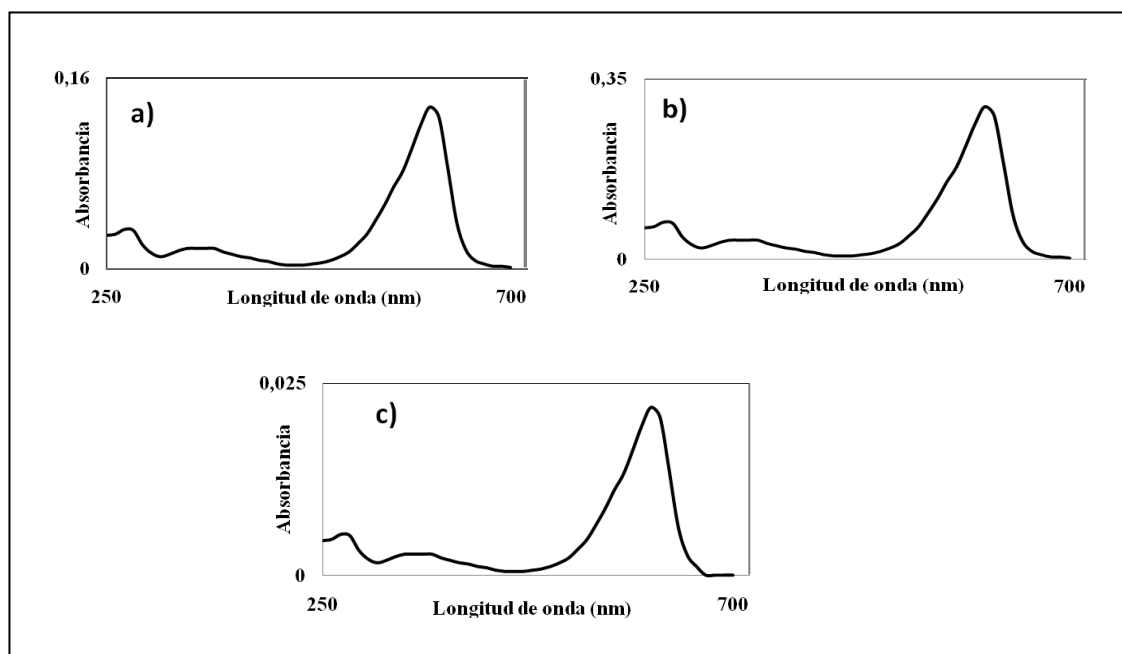 0,16
a)
Absorbancia
0
250
Longitud de onda (nm)
700
0,35
b)
Absorbancia
0
250
Longitud de onda (nm)
700
0,025
c)
Absorbancia
0
250
Longitud de onda (nm)
700